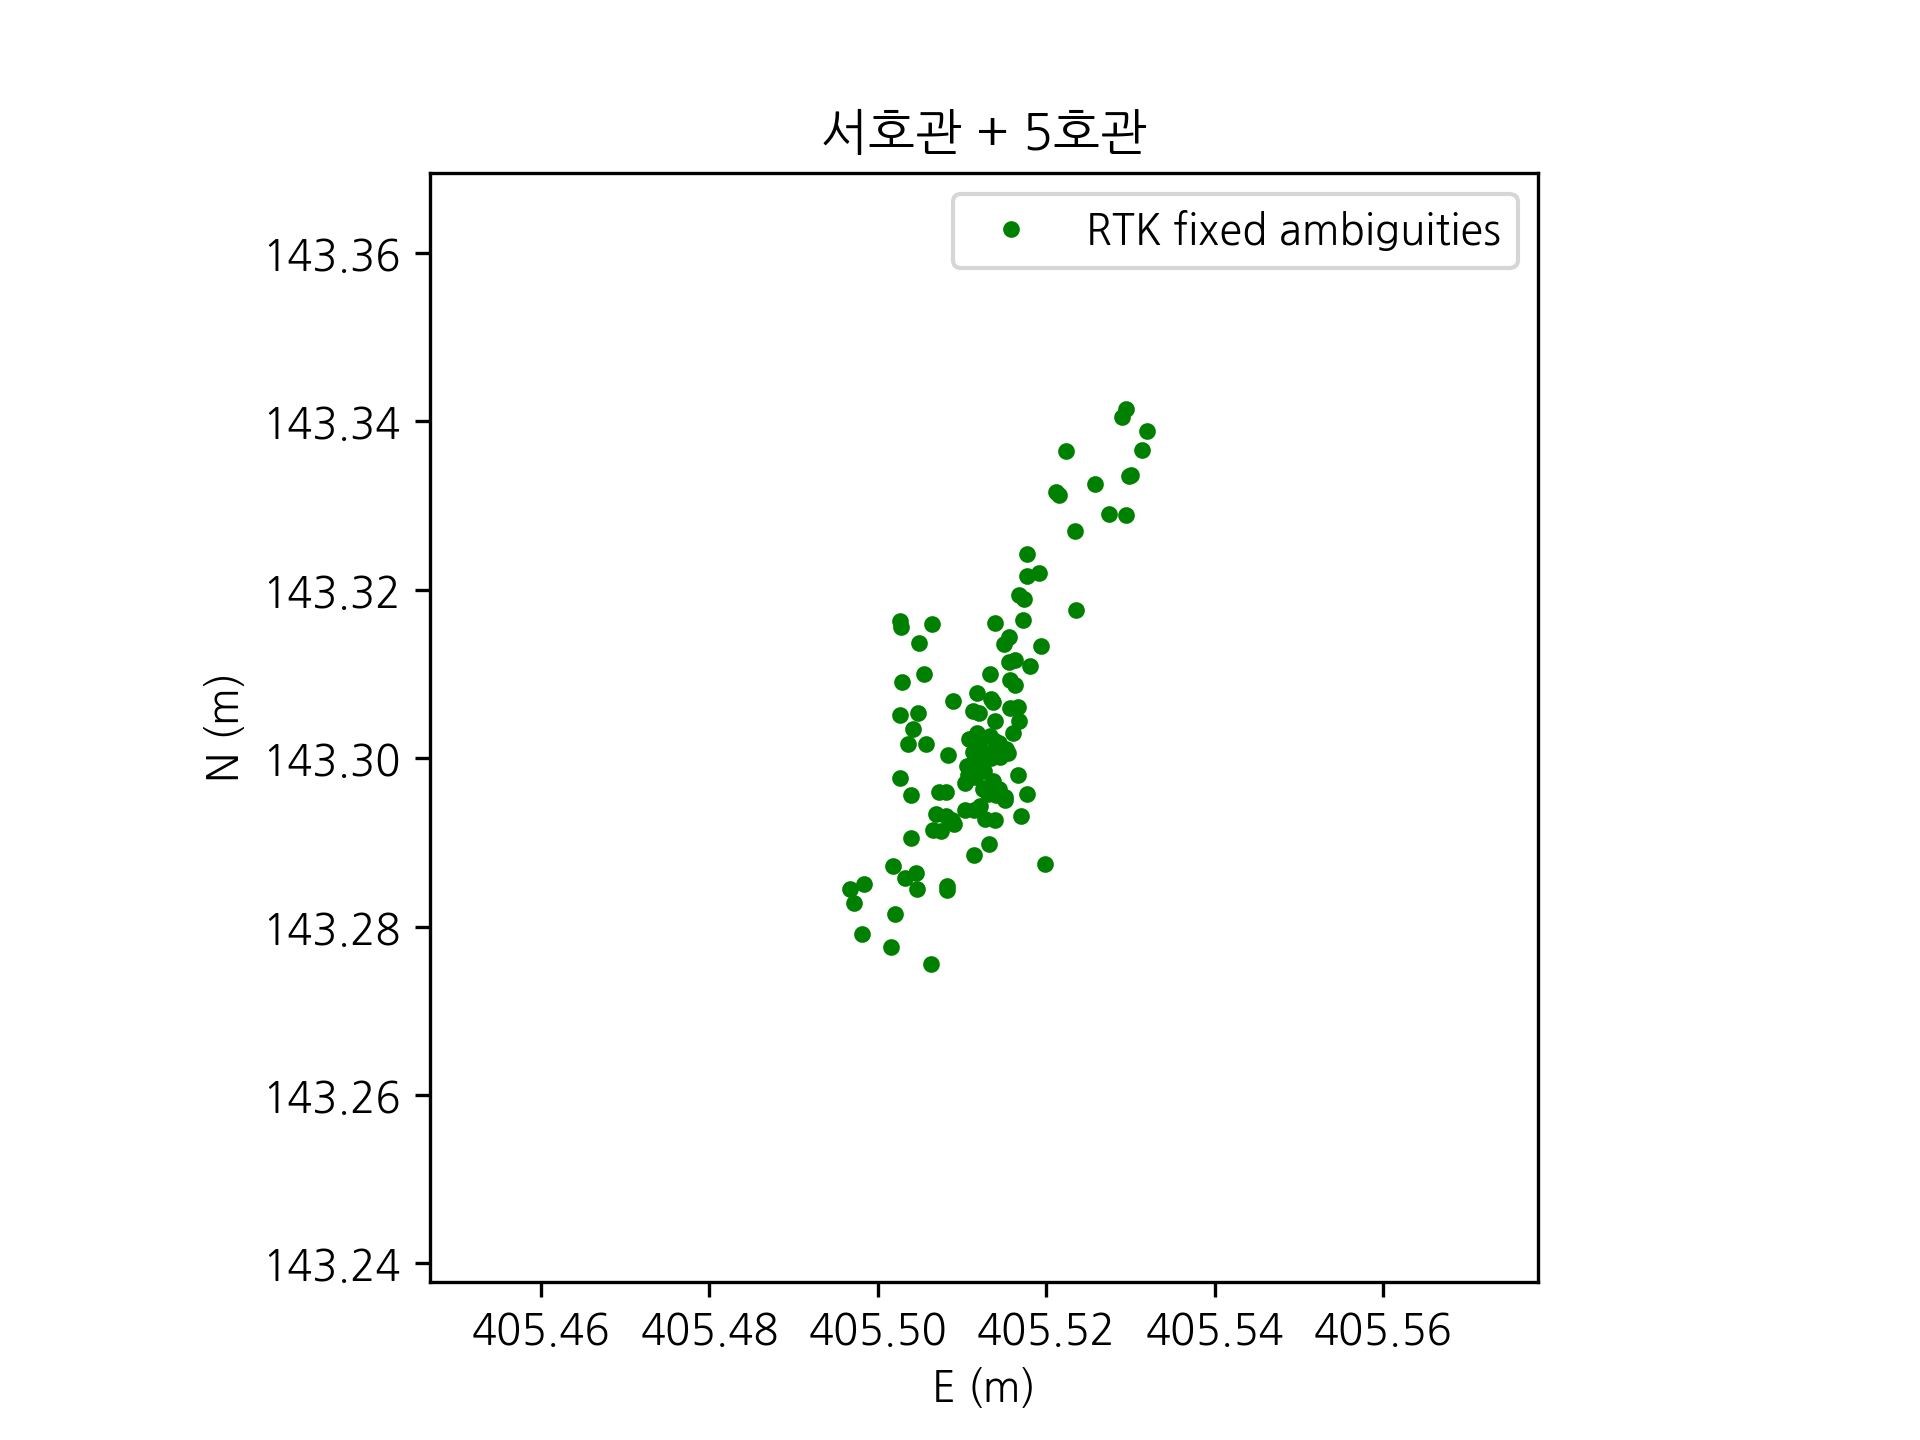 서호관 + 5호관
RTK fixed ambiguities
143.36
143.34
143.32
143.30
143.28
143.26
143.24
N (m)
405.46 405.48 405.50 405.52 405.54 405.56
E (m)